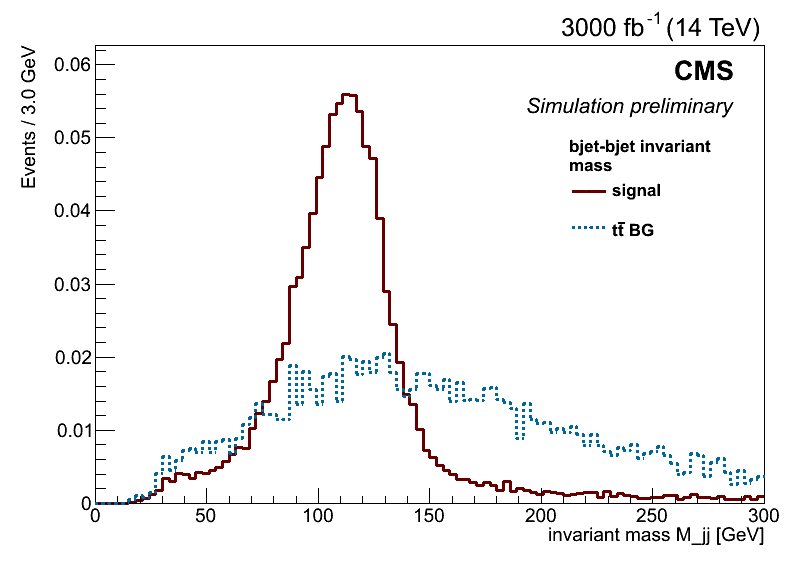 3000 fb-1 (14 TeV)
CMS
Simulation preliminary
bjet-bjet invariant
mass
signal
tt̄ BG
Events / 3.0 GeV
0.06
0.05
0.04
0.03
0.02
0.01
0
0 50 100 150 200 250 300
invariant mass M_jj [GeV]